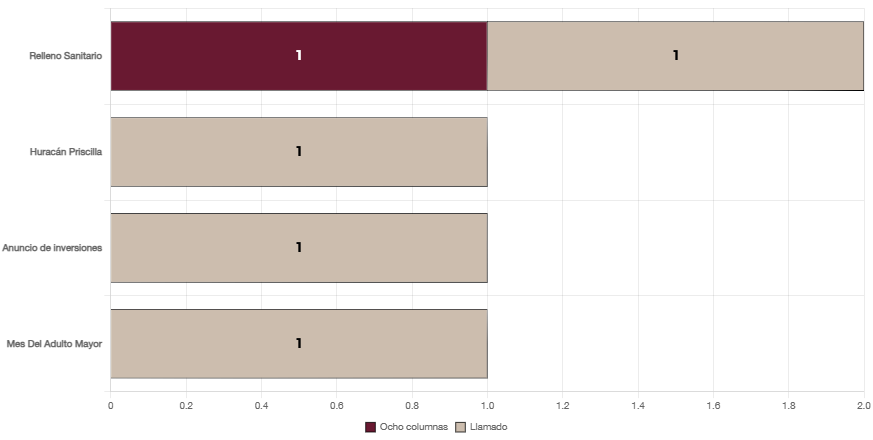 Relleno Sanitario 1 1
Huracán Priscilla 1
Anuncio de inversiones 1
Mes Del Adulto Mayor 1
0 0.2 0.4 0.6 0.8 1.0 1.2 1.4 1.6 1.8 2.0
Ocho columnas Llamado